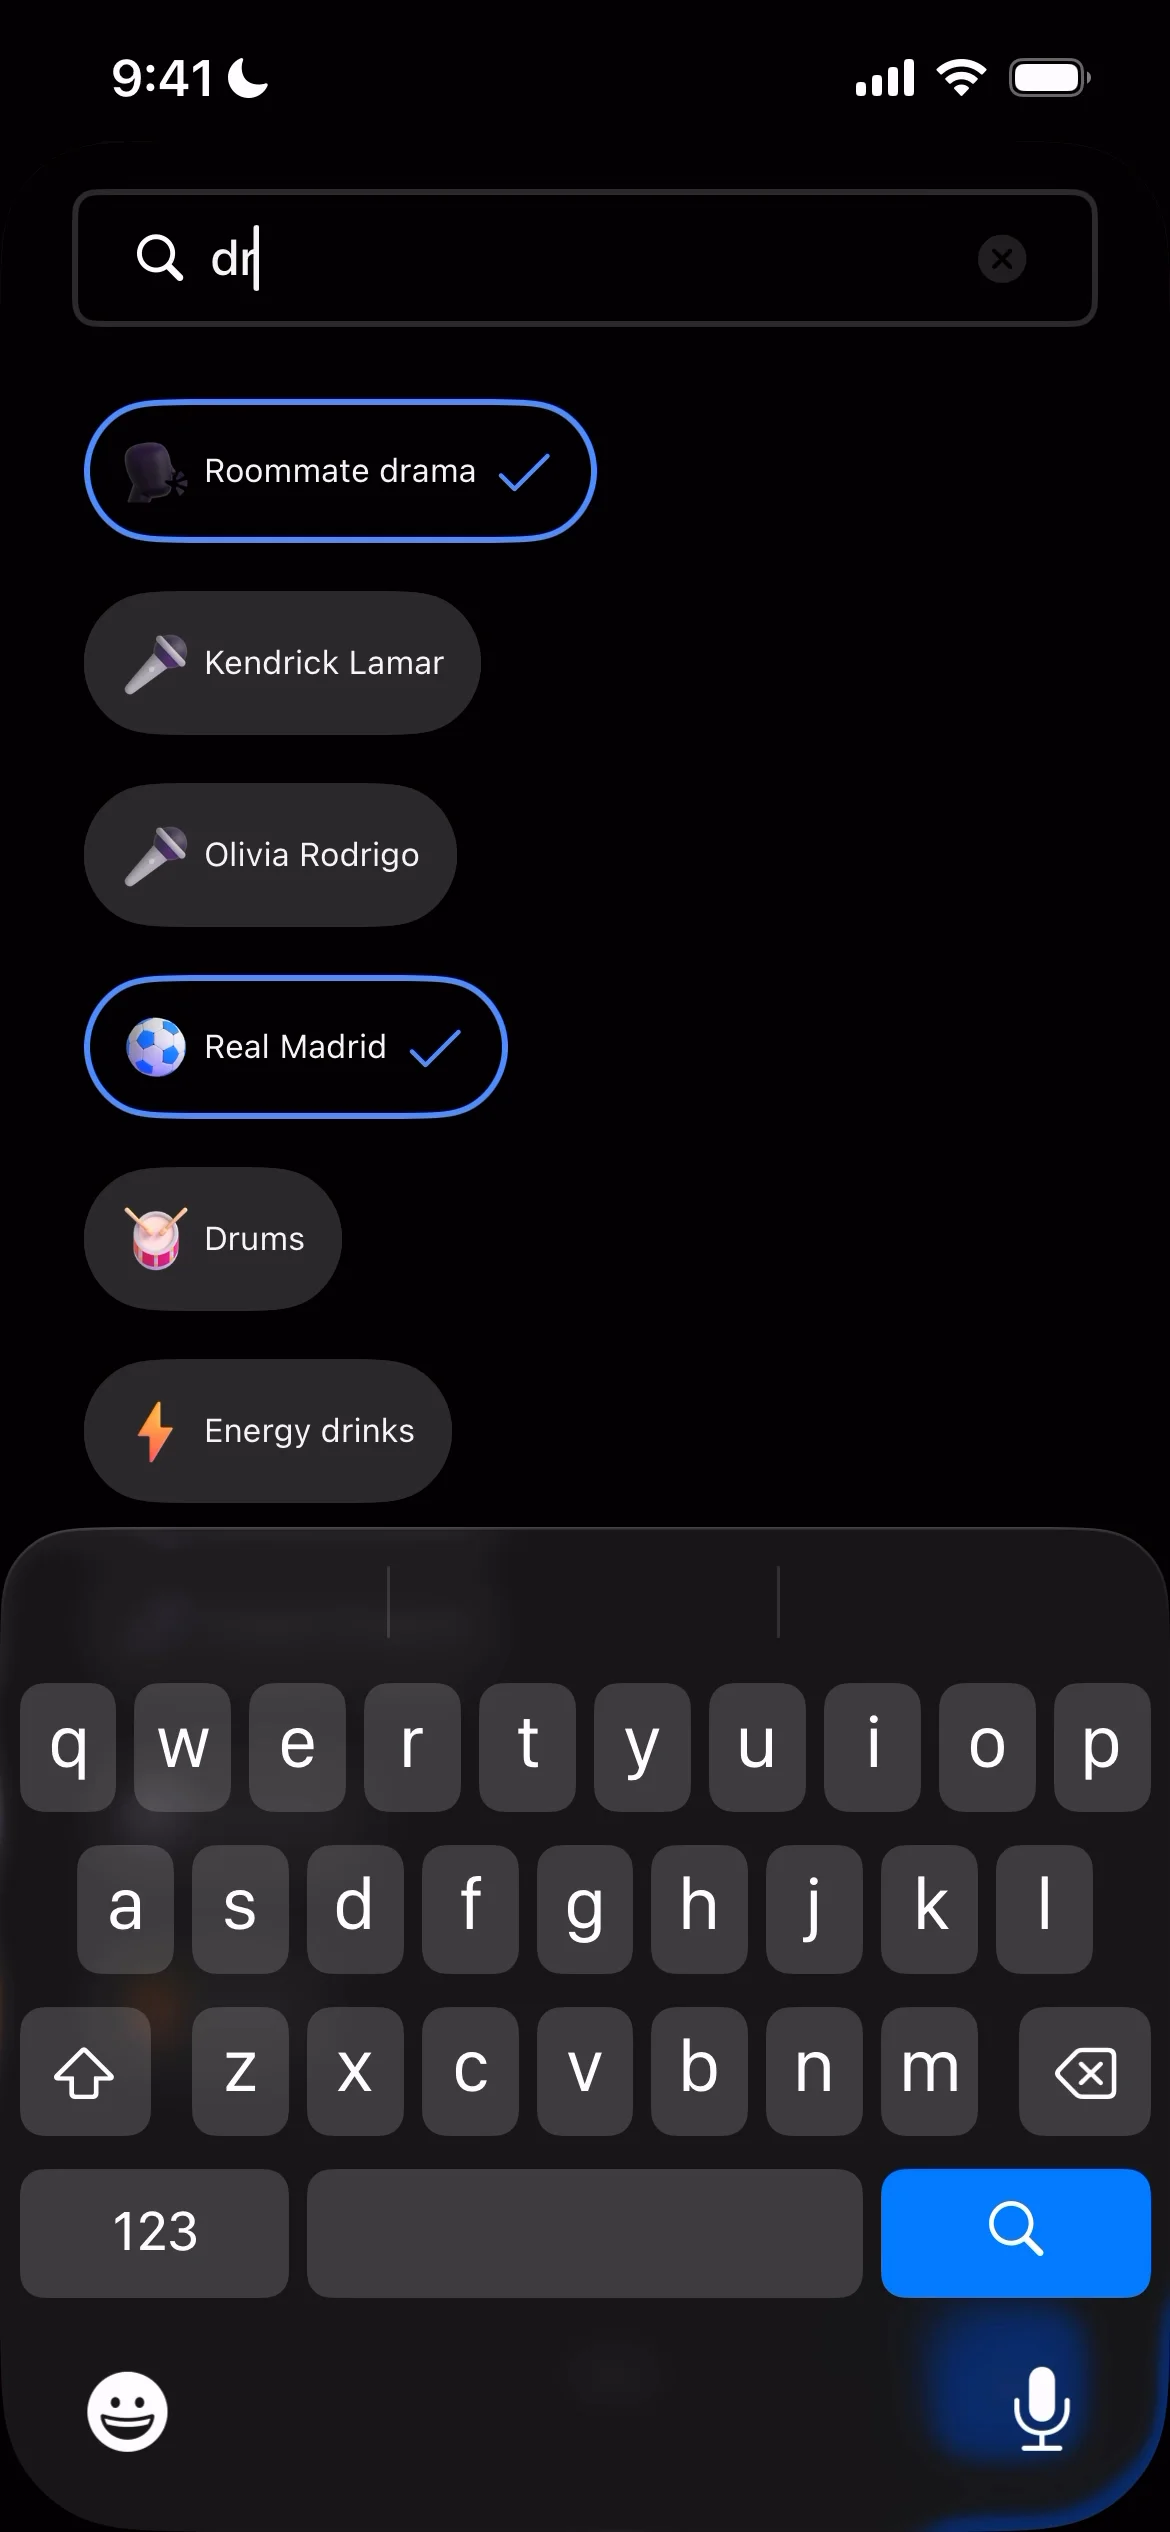 9:41
dr
Roommate drama
Kendrick Lamar
Olivia Rodrigo
Real Madrid
Drums
Energy drinks
q w e r t y u i o p
a s d f g h j k l
z x c v b n m
123